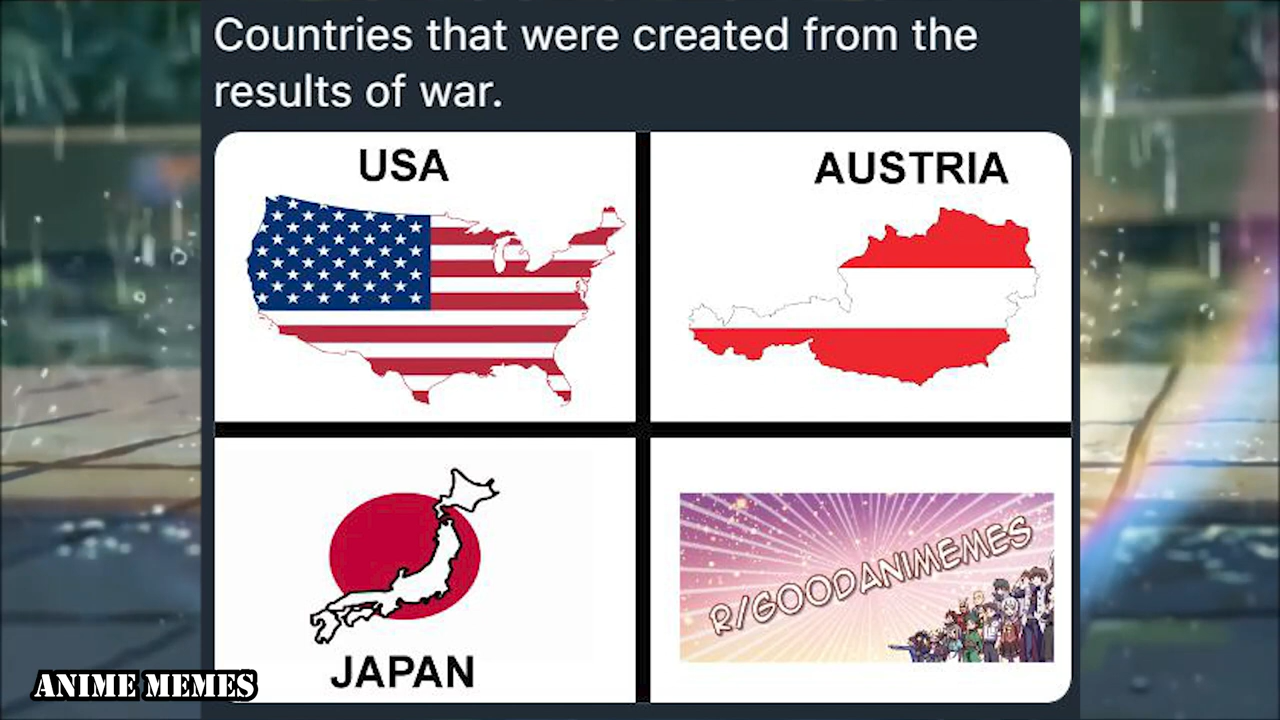 Countries that were created from the
results of war.
USA
AUSTRIA
JAPAN
R/GOODANIMEMES
ANIME MEMES